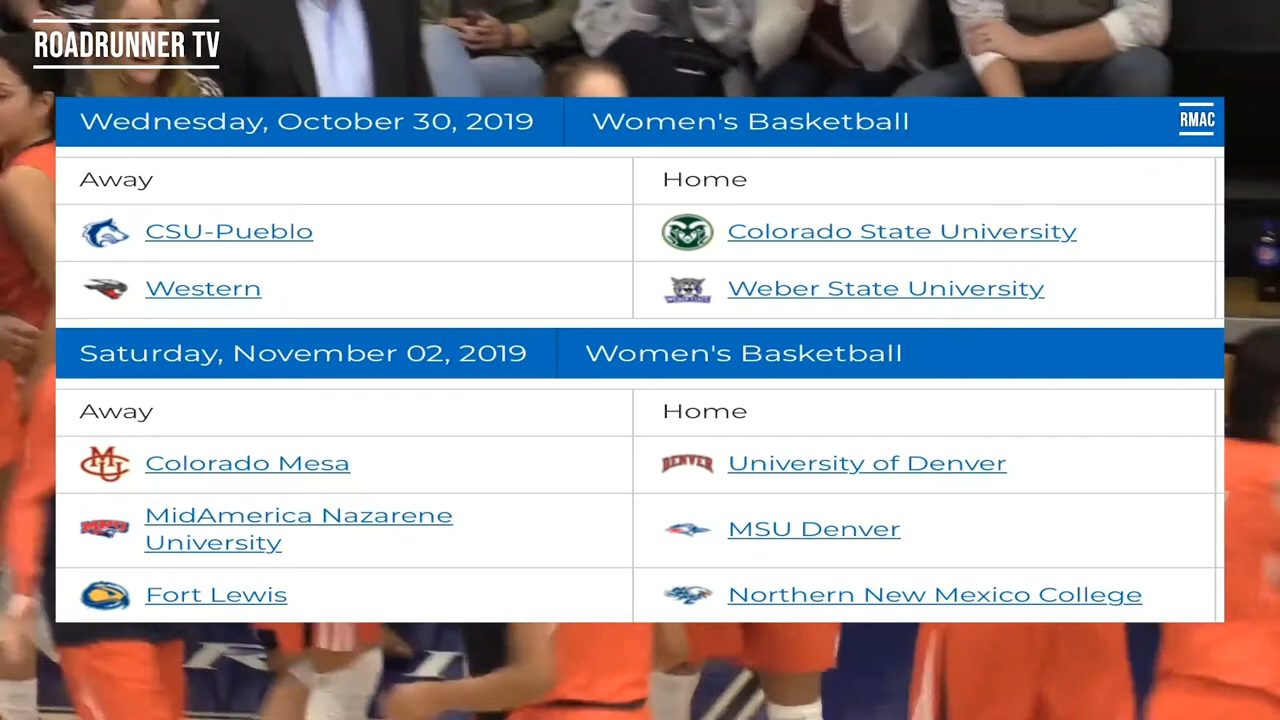 ROADRUNNER TV
Wednesday, October 30, 2019 Women's Basketball RMAC
Away Home
CSU-Pueblo Colorado State University
Western WEBER STATE Weber State University
Saturday, November 02, 2019 Women's Basketball
Away Home
Colorado Mesa DENVER University of Denver
MidAmerica Nazarene
University
MSU Denver
Fort Lewis Northern New Mexico College